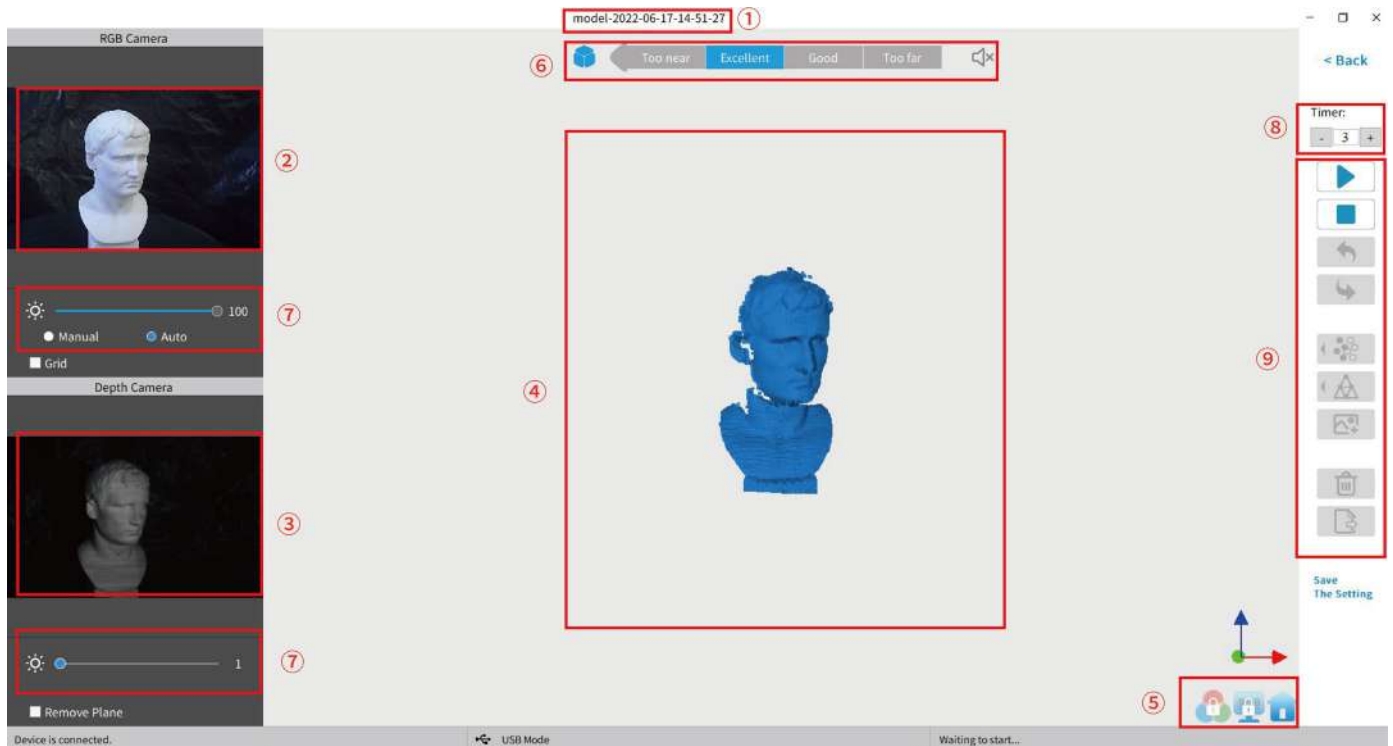 model-2022-06-17-14-51-27 ①
RGB Camera
⑥
Too near Excellent Good Too far
< Back
②
Timer:
- 3 +
⑧
100
⑦
Manual Auto
Grid
Depth Camera
④
⑨
③
Save
The Setting
1
⑦
⑤
Remove Plane
Device is connected. USB Mode Waiting to start...